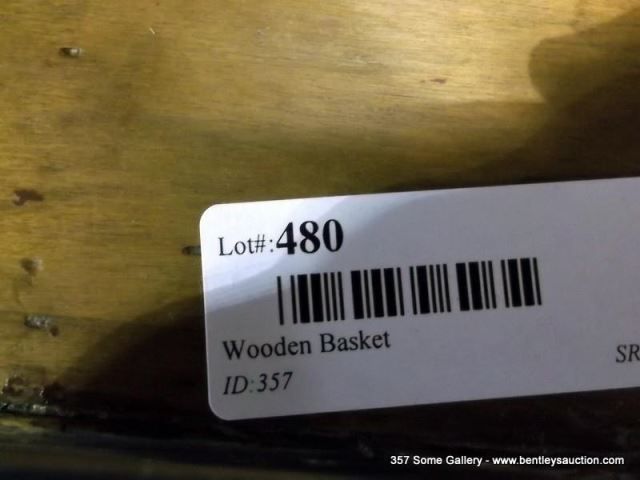 Lot#:480
Wooden Basket
SR
ID:357
357 Some Gallery - www.bentleysauction.com